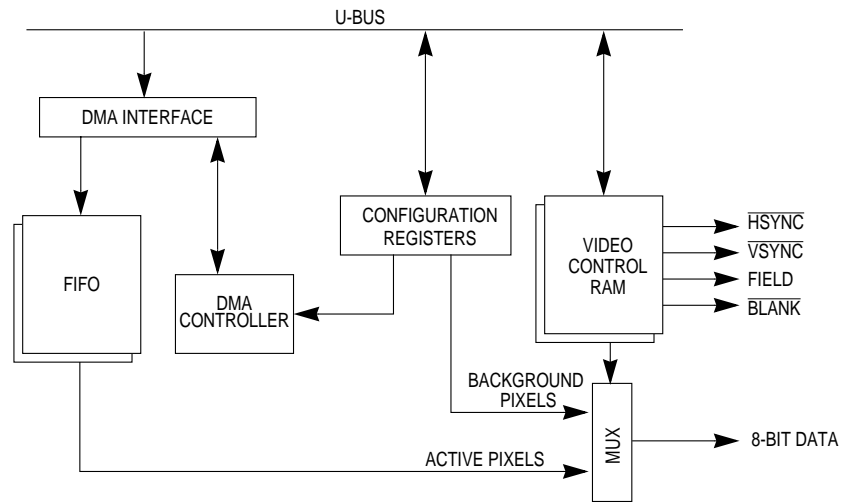 U-BUS
DMA INTERFACE
CONFIGURATION
REGISTERS
FIFO
DMA
CONTROLLER
VIDEO
CONTROL
RAM
HSYNC
VSYNC
FIELD
BLANK
BACKGROUND
PIXELS
ACTIVE PIXELS
MUX
8-BIT DATA